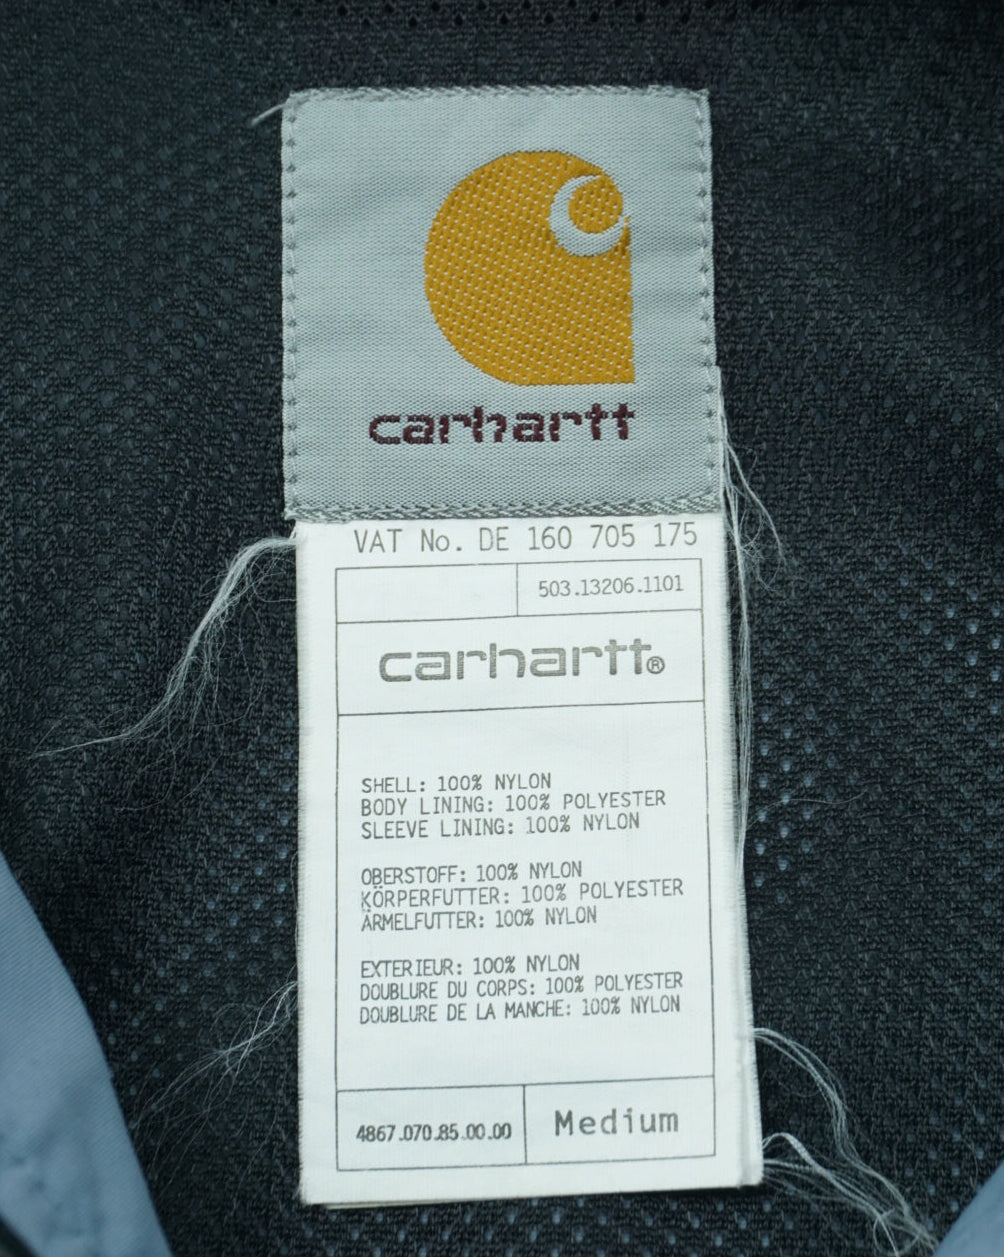 carhartt
VAT No. DE 160 705 175
503.13206.1101
carhartt®
SHELL: 100% NYLON
BODY LINING: 100% POLYESTER
SLEEVE LINING: 100% NYLON
OBERSTOFF: 100% NYLON
KÖRPERFUTTER: 100% POLYESTER
ÄRMELFUTTER: 100% NYLON
EXTERIEUR: 100% NYLON
DOUBLURE DU CORPS: 100% POLYESTER
DOUBLURE DE LA MANCHE: 100% NYLON
4867.070.85.00.00
Medium